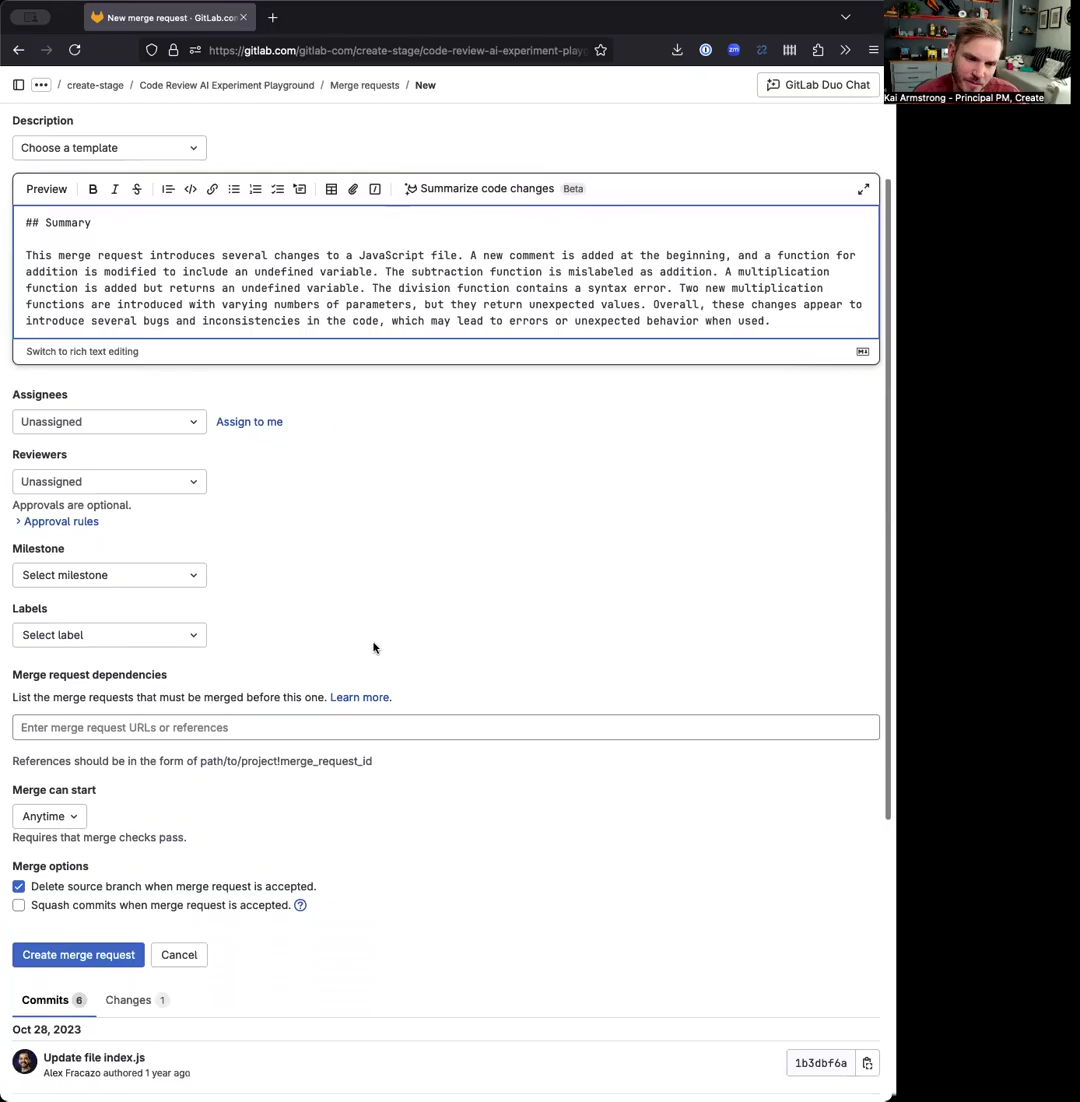 New merge request · GitLab.com
https://gitlab.com/gitlab-com/create-stage/code-review-ai-experiment-play
zm
Kai Armstrong - Principal PM, Create
create-stage / Code Review AI Experiment Playground / Merge requests / New
GitLab Duo Chat
Description
Choose a template
Preview B I S Summarize code changes Beta
## Summary
This merge request introduces several changes to a JavaScript file. A new comment is added at the beginning, and a function for
addition is modified to include an undefined variable. The subtraction function is mislabeled as addition. A multiplication
function is added but returns an undefined variable. The division function contains a syntax error. Two new multiplication
functions are introduced with varying numbers of parameters, but they return unexpected values. Overall, these changes appear to
introduce several bugs and inconsistencies in the code, which may lead to errors or unexpected behavior when used.
Switch to rich text editing
Assignees
Unassigned Assign to me
Reviewers
Unassigned
Approvals are optional.
> Approval rules
Milestone
Select milestone
Labels
Select label
Merge request dependencies
List the merge requests that must be merged before this one. Learn more.
Enter merge request URLs or references
References should be in the form of path/to/project!merge_request_id
Merge can start
Anytime
Requires that merge checks pass.
Merge options
Delete source branch when merge request is accepted.
Squash commits when merge request is accepted. ?
Create merge request Cancel
Commits 6 Changes 1
Oct 28, 2023
Update file index.js
1b3dbf6a
Alex Fracazo authored 1 year ago